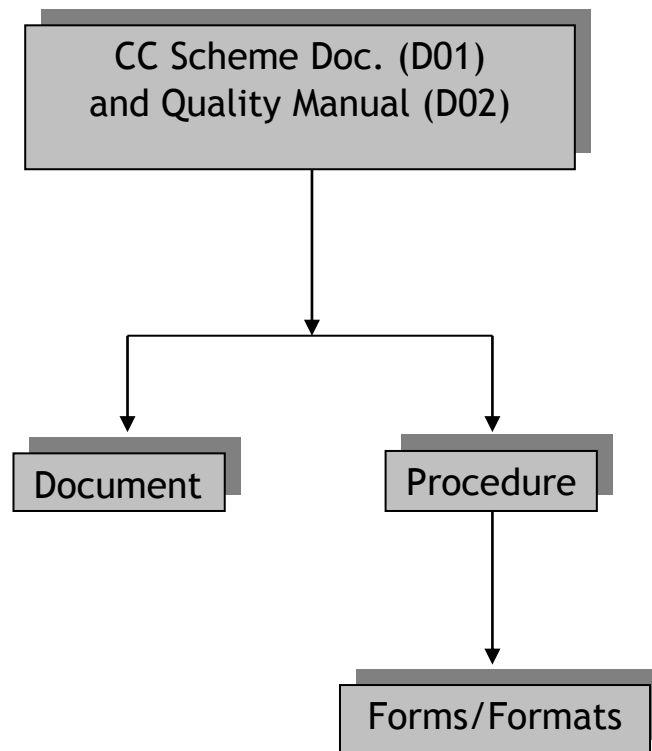 CC Scheme Doc. (D01)
and Quality Manual (D02)
Document
Procedure
Forms/Formats